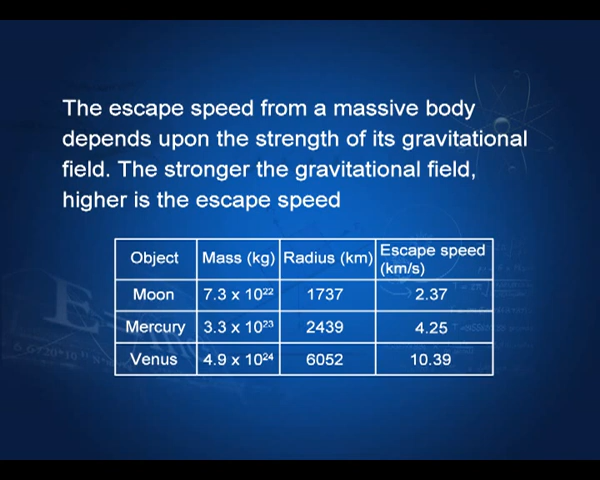 The escape speed from a massive body
depends upon the strength of its gravitational
field. The stronger the gravitational field,
higher is the escape speed
Object Mass (kg) Radius (km) Escape speed (km/s)
Moon 7.3 x 10²² 1737 2.37
Mercury 3.3 x 10²³ 2439 4.25
Venus 4.9 x 10²⁴ 6052 10.39